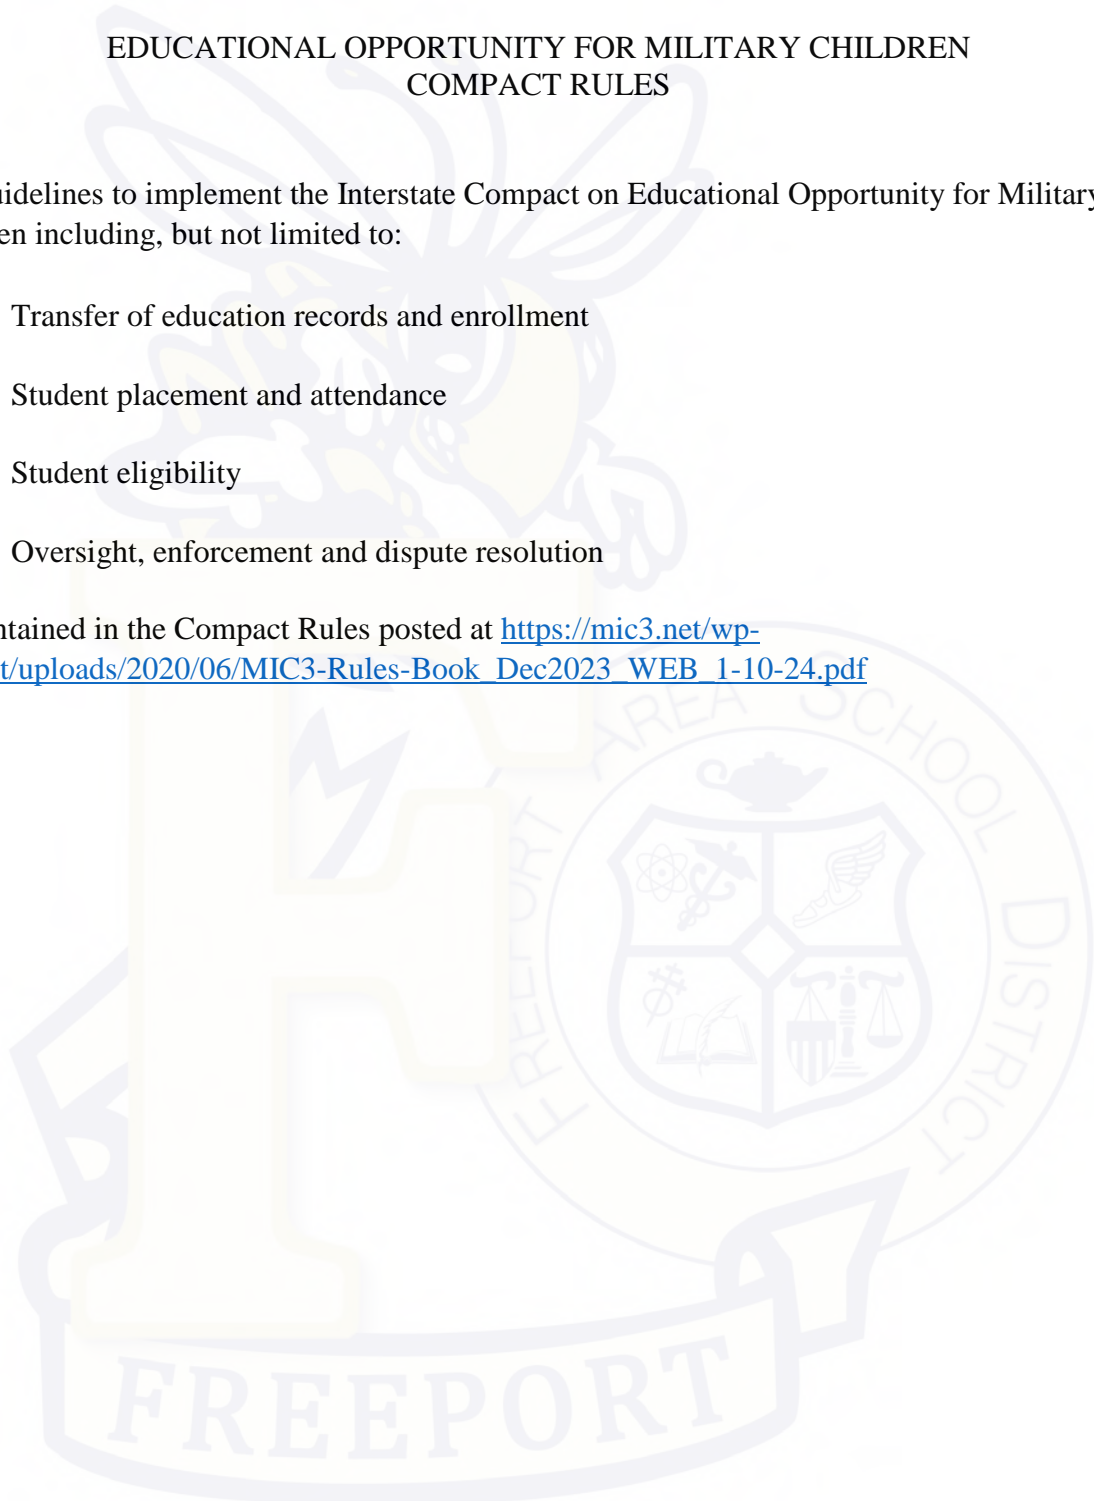 EDUCATIONAL OPPORTUNITY FOR MILITARY CHILDREN
COMPACT RULES
uidelines to implement the Interstate Compact on Educational Opportunity for Military
en including, but not limited to:
Transfer of education records and enrollment
Student placement and attendance
Student eligibility
Oversight, enforcement and dispute resolution
ntained in the Compact Rules posted at https://mic3.net/wp-
t/uploads/2020/06/MIC3-Rules-Book_Dec2023_WEB_1-10-24.pdf
FREEPORT AREA SCHOOL DISTRICT
FREEPORT